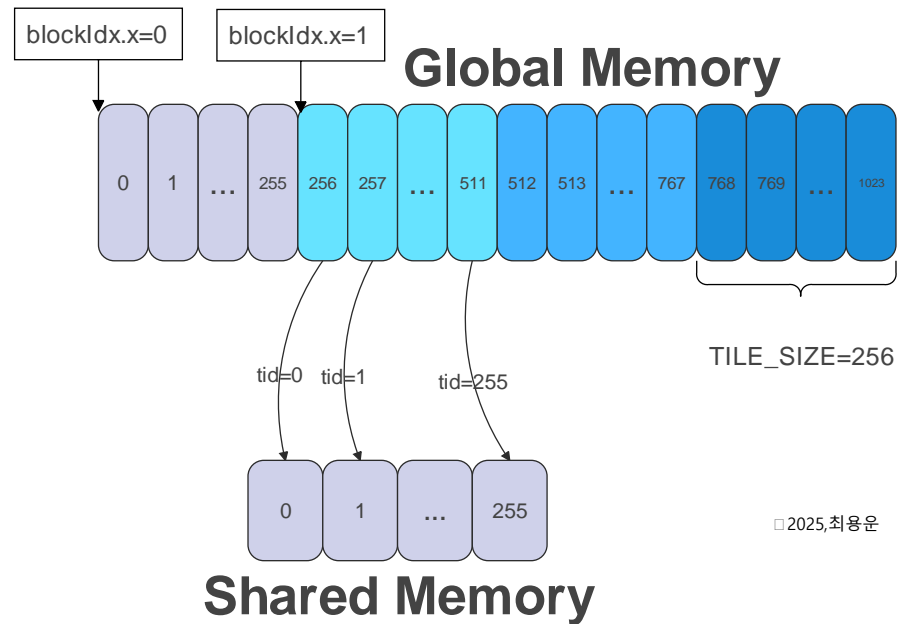 blockIdx.x=0
blockIdx.x=1
Global Memory
0 1 ... 255 256 257 ... 511 512 513 ... 767 768 769 ... 1023
TILE_SIZE=256
tid=0 tid=1 tid=255
0 1 ... 255
□2025,최용운
Shared Memory